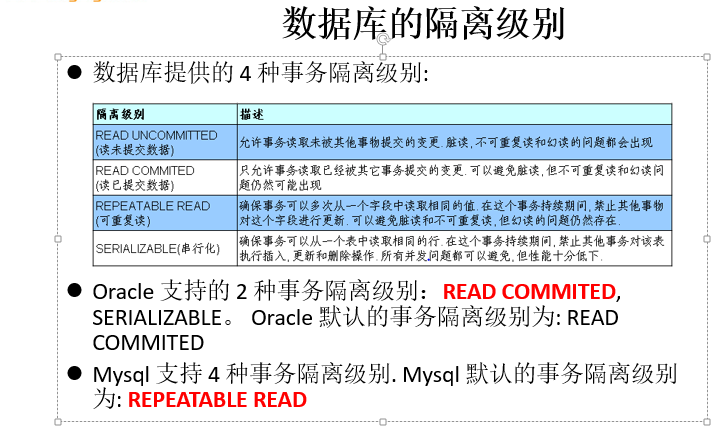 数据库的隔离级别
● 数据库提供的 4 种事务隔离级别:
隔离级别 描述
READ UNCOMMITTED
(读未提交数据)
允许事务读取未被其他事物提交的变更.脏读,不可重复读和幻读的问题都会出现
READ COMMITED
(读已提交数据)
只允许事务读取已经被其它事务提交的变更.可以避免脏读,但不可重复读和幻读问
题仍然可能出现
REPEATABLE READ
(可重复读)
确保事务可以多次从一个字段中读取相同的值.在这个事务持续期间,禁止其他事物
对这个字段进行更新.可以避免脏读和不可重复读,但幻读的问题仍然存在.
SERIALIZABLE(串行化)
确保事务可以从一个表中读取相同的行.在这个事务持续期间,禁止其他事务对该表
执行插入,更新和删除操作.所有并发问题都可以避免,但性能十分低下.
● Oracle 支持的 2 种事务隔离级别：READ COMMITED,
SERIALIZABLE。 Oracle 默认的事务隔离级别为: READ
COMMITED
● Mysql 支持 4 种事务隔离级别. Mysql 默认的事务隔离级别
为: REPEATABLE READ